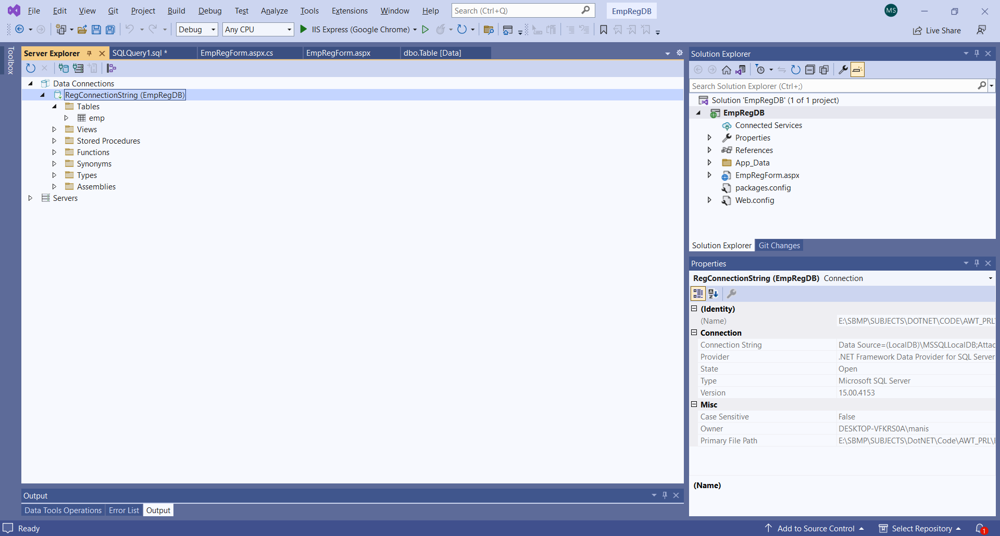 File Edit View Git Project Build Debug Test Analyze Tools Extensions Window Help Search (Ctrl+Q) EmpRegDB MS
Debug Any CPU IIS Express (Google Chrome) Live Share
Toolbox
Server Explorer SQLQuery1.sql * EmpRegForm.aspx.cs EmpRegForm.aspx dbo.Table [Data]
Data Connections
RegConnectionString (EmpRegDB)
Tables
emp
Views
Stored Procedures
Functions
Synonyms
Types
Assemblies
Servers
Solution Explorer
Search Solution Explorer (Ctrl+;)
Solution 'EmpRegDB' (1 of 1 project)
EmpRegDB
Connected Services
Properties
References
App_Data
EmpRegForm.aspx
packages.config
Web.config
Solution Explorer Git Changes
Properties
RegConnectionString (EmpRegDB) Connection
(Identity)
(Name) E:\SBMP\SUBJECTS\DOTNET\CODE\AWT_PRL\
Connection
Connection String Data Source=(LocalDB)\MSSQLLocalDB;Attac
Provider .NET Framework Data Provider for SQL Server
State Open
Type Microsoft SQL Server
Version 15.00.4153
Misc
Case Sensitive False
Owner DESKTOP-VFKRS0A\manis
Primary File Path E:\SBMP\SUBJECTS\DotNET\Code\AWT_PRL\
(Name)
Output
Data Tools Operations Error List Output
Ready Add to Source Control Select Repository 1